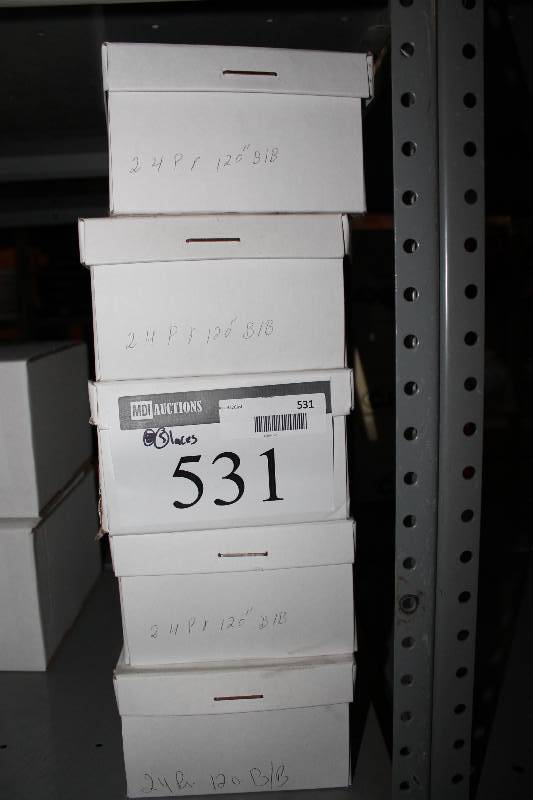 24 Pr 120" B/B
24 Pr 120" B/B
MDI AUCTIONS
531
5 laces
531
24 Pr 120" B/B
24 Pr 120 B/B